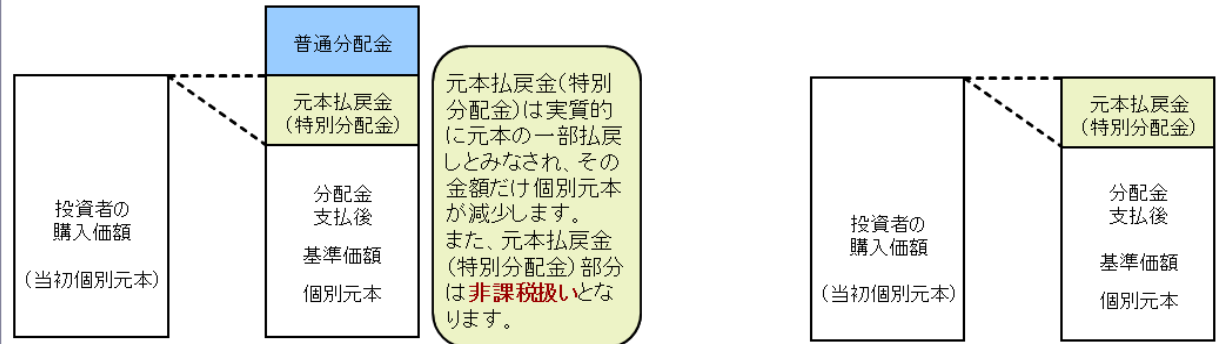 普通分配金
元本払戻金
(特別分配金)
投資者の
購入価額
(当初個別元本)
分配金
支払後
基準価額
個別元本
元本払戻金(特別
分配金)は実質的
に元本の一部払戻
しとみなされ、その
金額だけ個別元本
が減少します。
また、元本払戻金
(特別分配金)部分
は非課税扱いとな
ります。
投資者の
購入価額
(当初個別元本)
元本払戻金
(特別分配金)
分配金
支払後
基準価額
個別元本